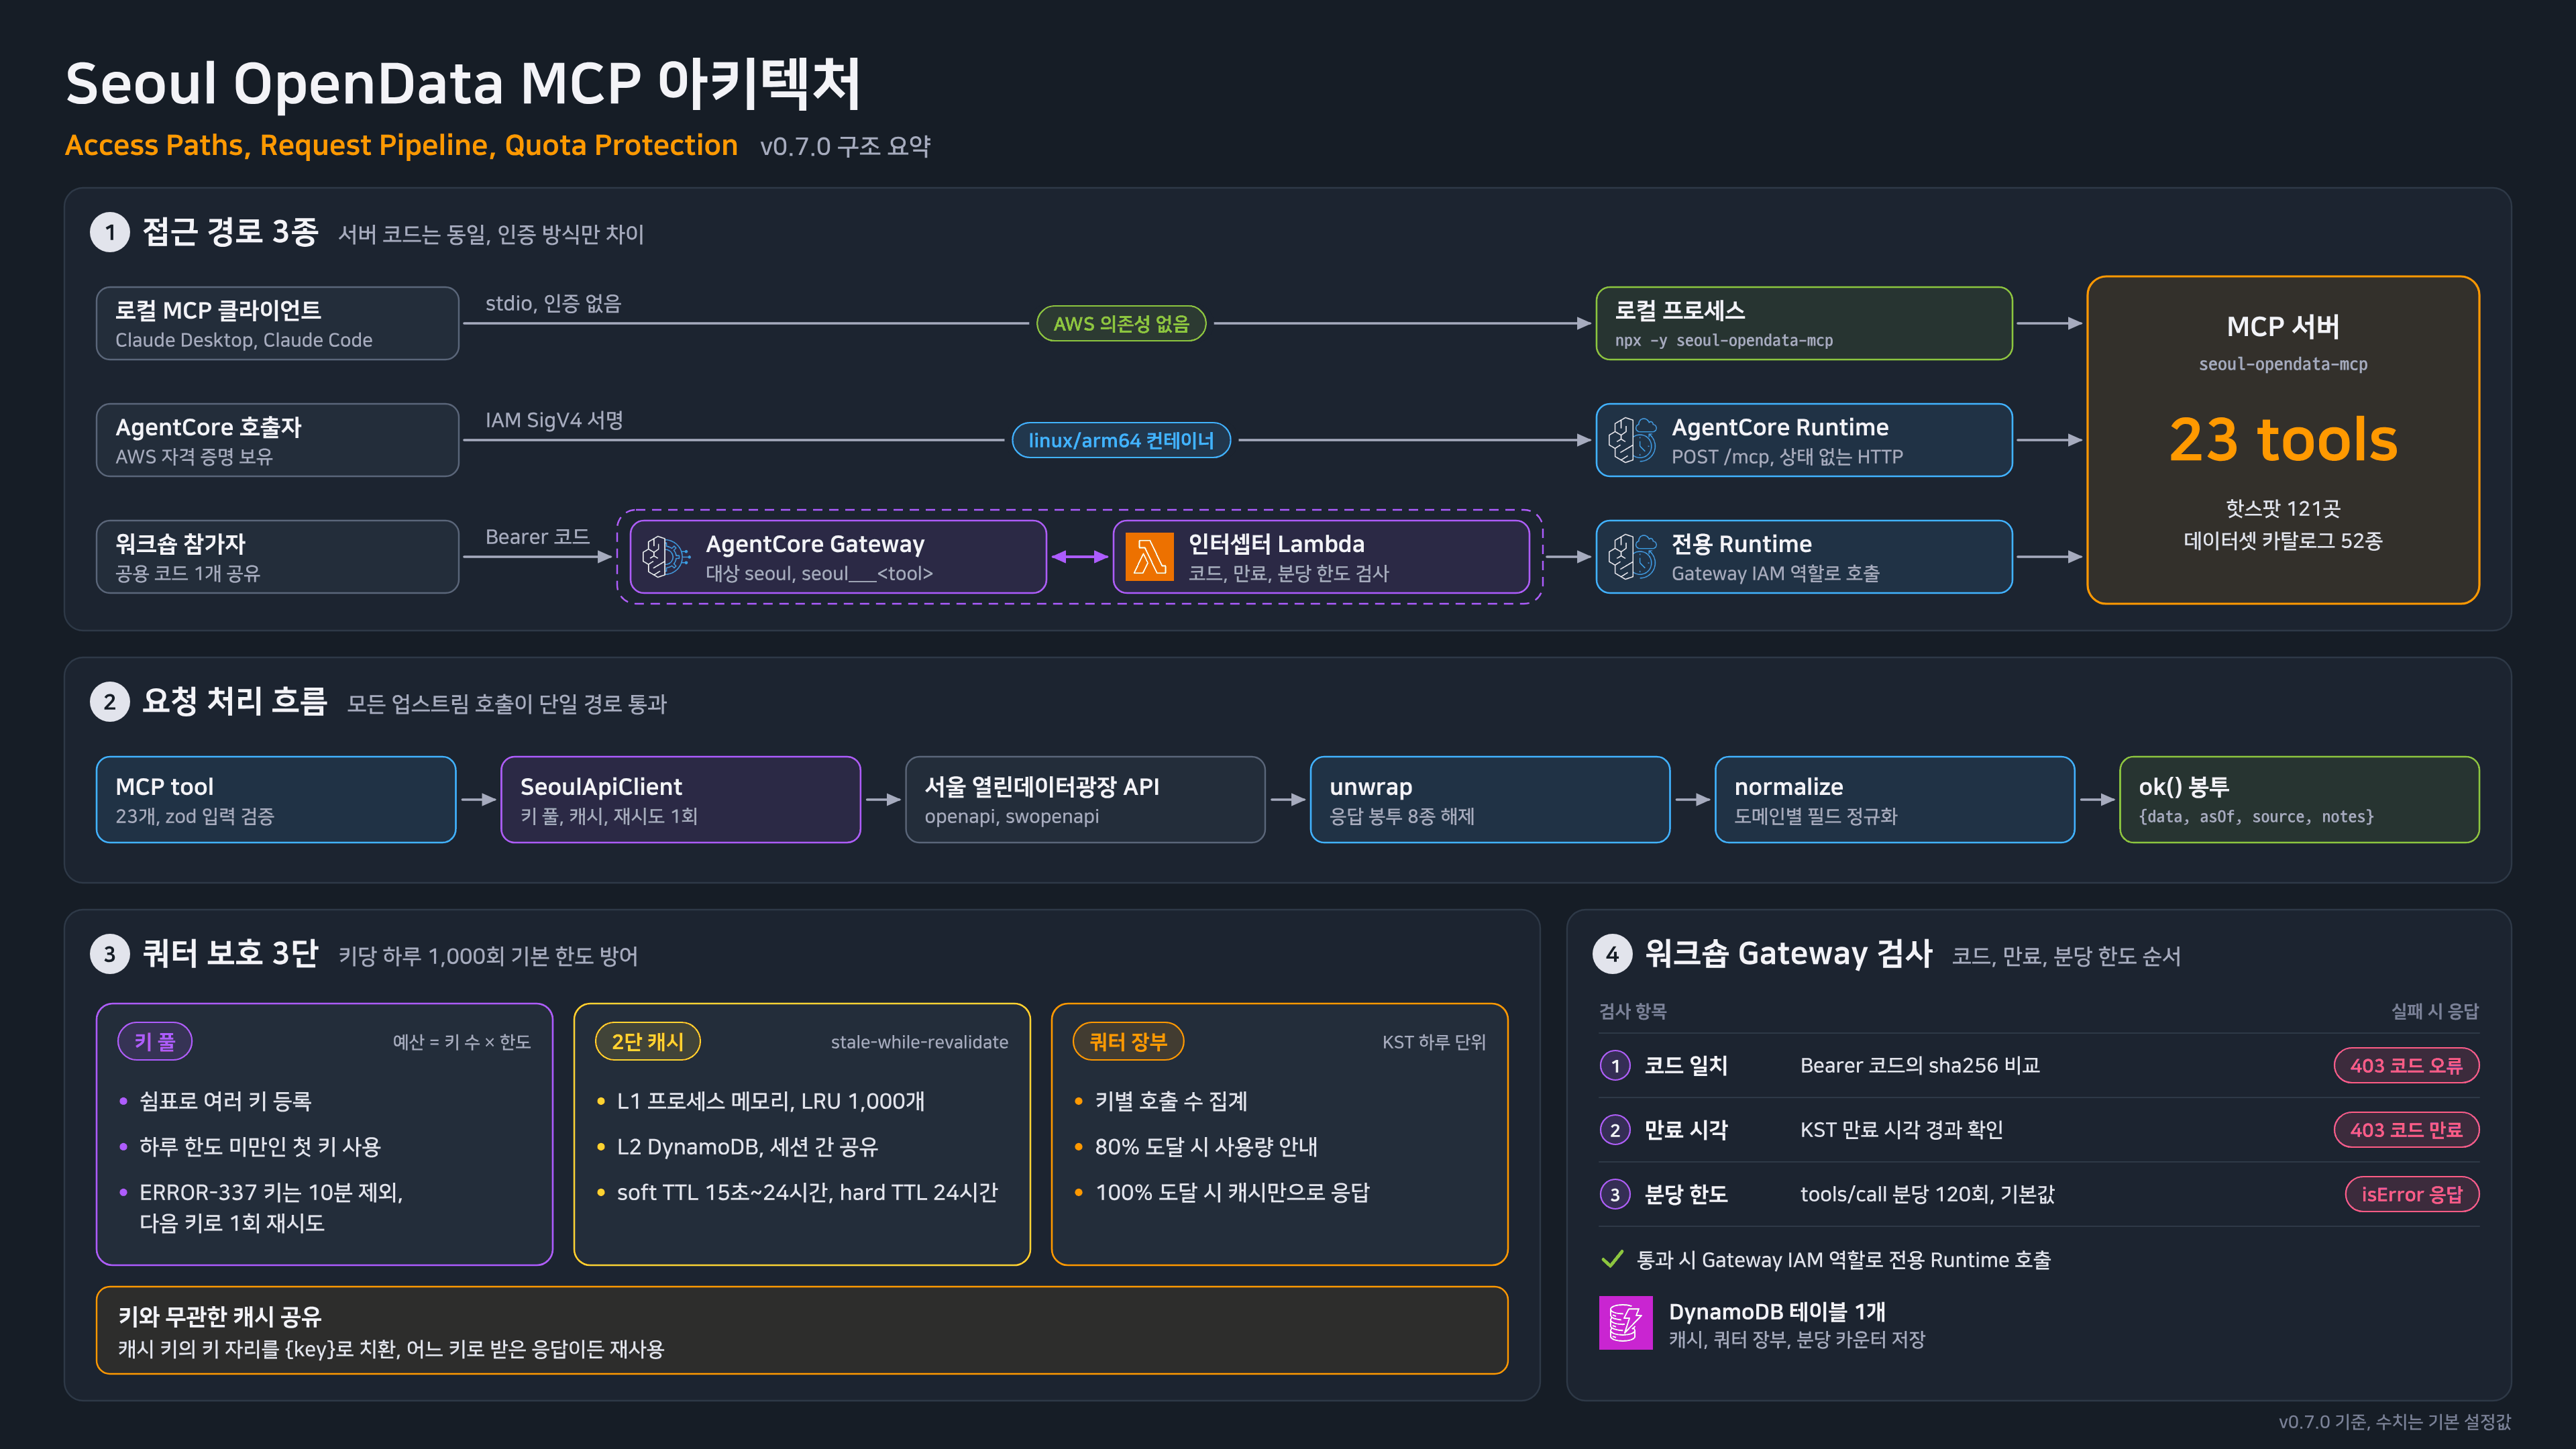 Seoul OpenData MCP 아키텍처
Access Paths, Request Pipeline, Quota Protection v0.7.0 구조 요약
1 접근 경로 3종 서버 코드는 동일, 인증 방식만 차이
로컬 MCP 클라이언트
Claude Desktop, Claude Code
stdio, 인증 없음
AWS 의존성 없음
로컬 프로세스
npx -y seoul-opendata-mcp
AgentCore 호출자
AWS 자격 증명 보유
IAM SigV4 서명
linux/arm64 컨테이너
AgentCore Runtime
POST /mcp, 상태 없는 HTTP
워크숍 참가자
공용 코드 1개 공유
Bearer 코드
AgentCore Gateway
대상 seoul, seoul___<tool>
인터셉터 Lambda
코드, 만료, 분당 한도 검사
전용 Runtime
Gateway IAM 역할로 호출
MCP 서버
seoul-opendata-mcp
23 tools
핫스팟 121곳
데이터셋 카탈로그 52종
2 요청 처리 흐름 모든 업스트림 호출이 단일 경로 통과
MCP tool
23개, zod 입력 검증
SeoulApiClient
키 풀, 캐시, 재시도 1회
서울 열린데이터광장 API
openapi, swopenapi
unwrap
응답 봉투 8종 해제
normalize
도메인별 필드 정규화
ok() 봉투
{data, asOf, source, notes}
3 쿼터 보호 3단 키당 하루 1,000회 기본 한도 방어
키 풀 예산 = 키 수 × 한도
• 쉼표로 여러 키 등록
• 하루 한도 미만인 첫 키 사용
• ERROR-337 키는 10분 제외,
다음 키로 1회 재시도
2단 캐시 stale-while-revalidate
• L1 프로세스 메모리, LRU 1,000개
• L2 DynamoDB, 세션 간 공유
• soft TTL 15초~24시간, hard TTL 24시간
쿼터 장부 KST 하루 단위
• 키별 호출 수 집계
• 80% 도달 시 사용량 안내
• 100% 도달 시 캐시만으로 응답
키와 무관한 캐시 공유
캐시 키의 키 자리를 {key}로 치환, 어느 키로 받은 응답이든 재사용
4 워크숍 Gateway 검사 코드, 만료, 분당 한도 순서
검사 항목 실패 시 응답
1 코드 일치 Bearer 코드의 sha256 비교 403 코드 오류
2 만료 시각 KST 만료 시각 경과 확인 403 코드 만료
3 분당 한도 tools/call 분당 120회, 기본값 isError 응답
통과 시 Gateway IAM 역할로 전용 Runtime 호출
DynamoDB 테이블 1개
캐시, 쿼터 장부, 분당 카운터 저장
v0.7.0 기준, 수치는 기본 설정값